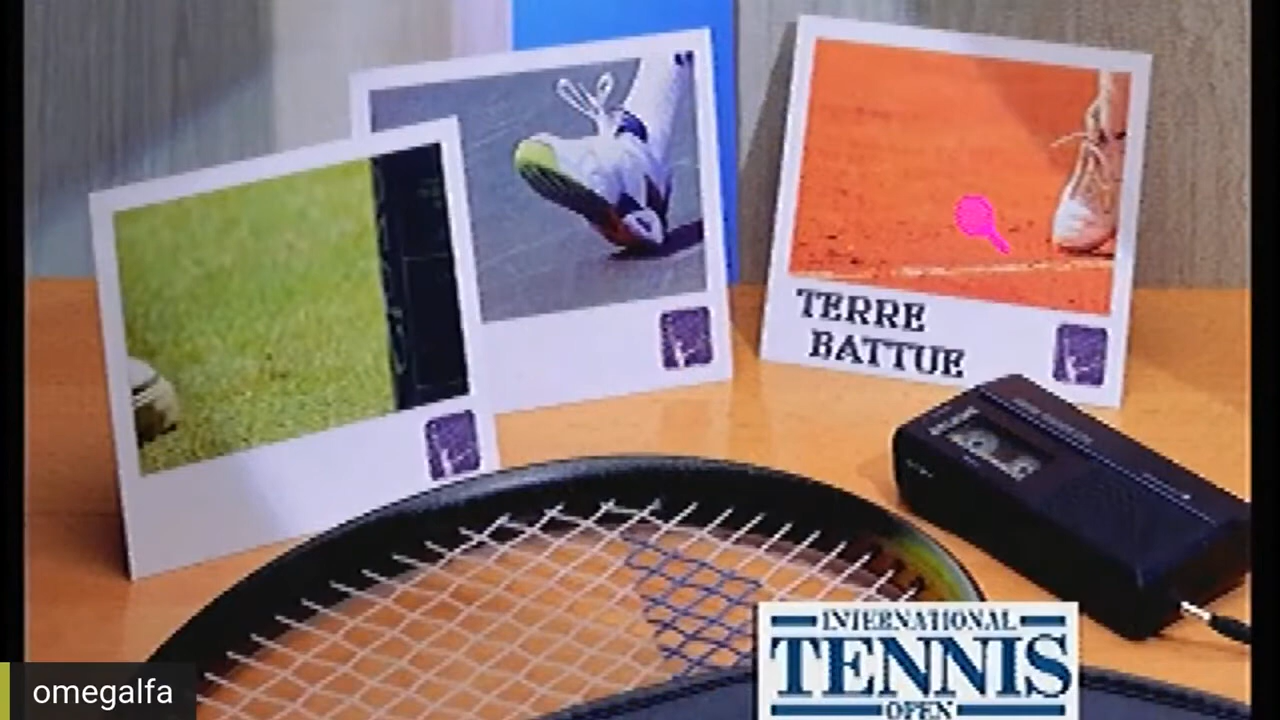 TERRE
BATTUE
INTERNATIONAL
TENNIS
OPEN
omegalfa